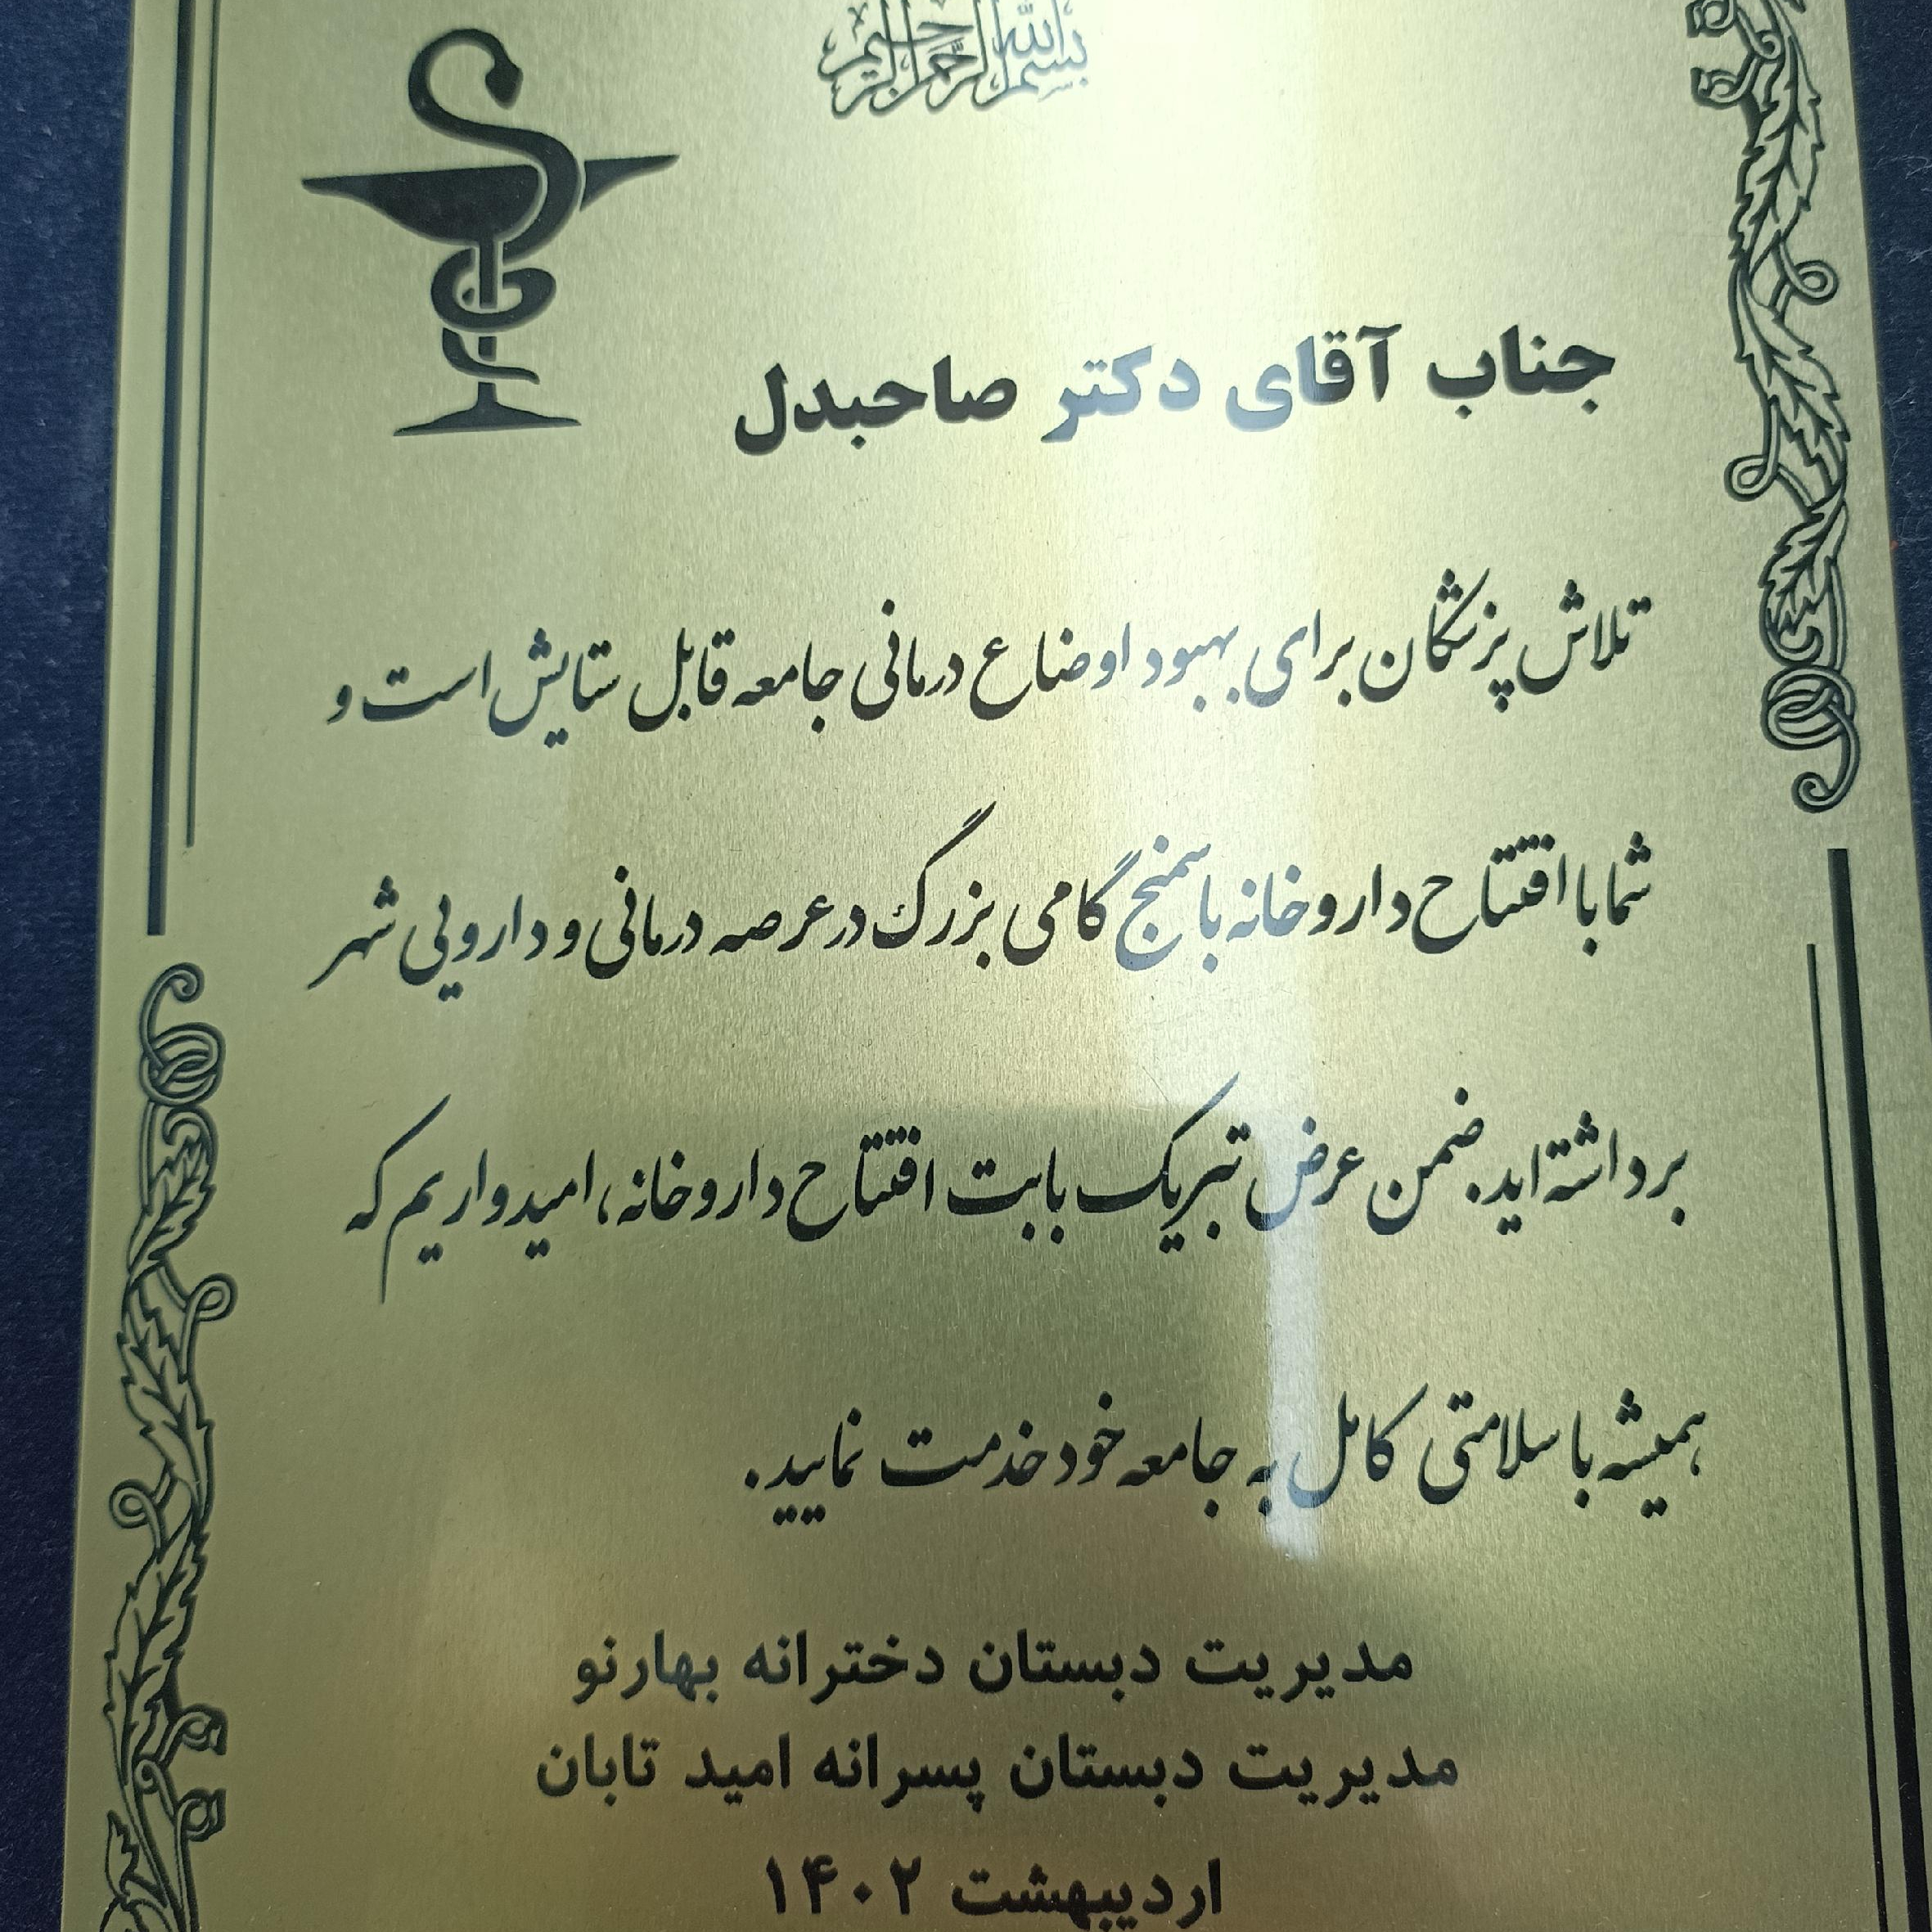 بسم الله الرحمن الرحیم
جناب آقای دکتر صاحبدل
تلاش پزشکان برای بهبود اوضاع درمانی جامعه قابل ستایش است و
شما با افتتاح داروخانه باسمنج گامی بزرگ در عرصه درمانی و دارویی شهر
برداشته‌اید. ضمن عرض تبریک بابت افتتاح داروخانه، امیدواریم که
همیشه با سلامتی کامل به جامعه خود خدمت نمایید.
مدیریت دبستان دخترانه بهارنو
مدیریت دبستان پسرانه امید تابان
اردیبهشت ۱۴۰۲